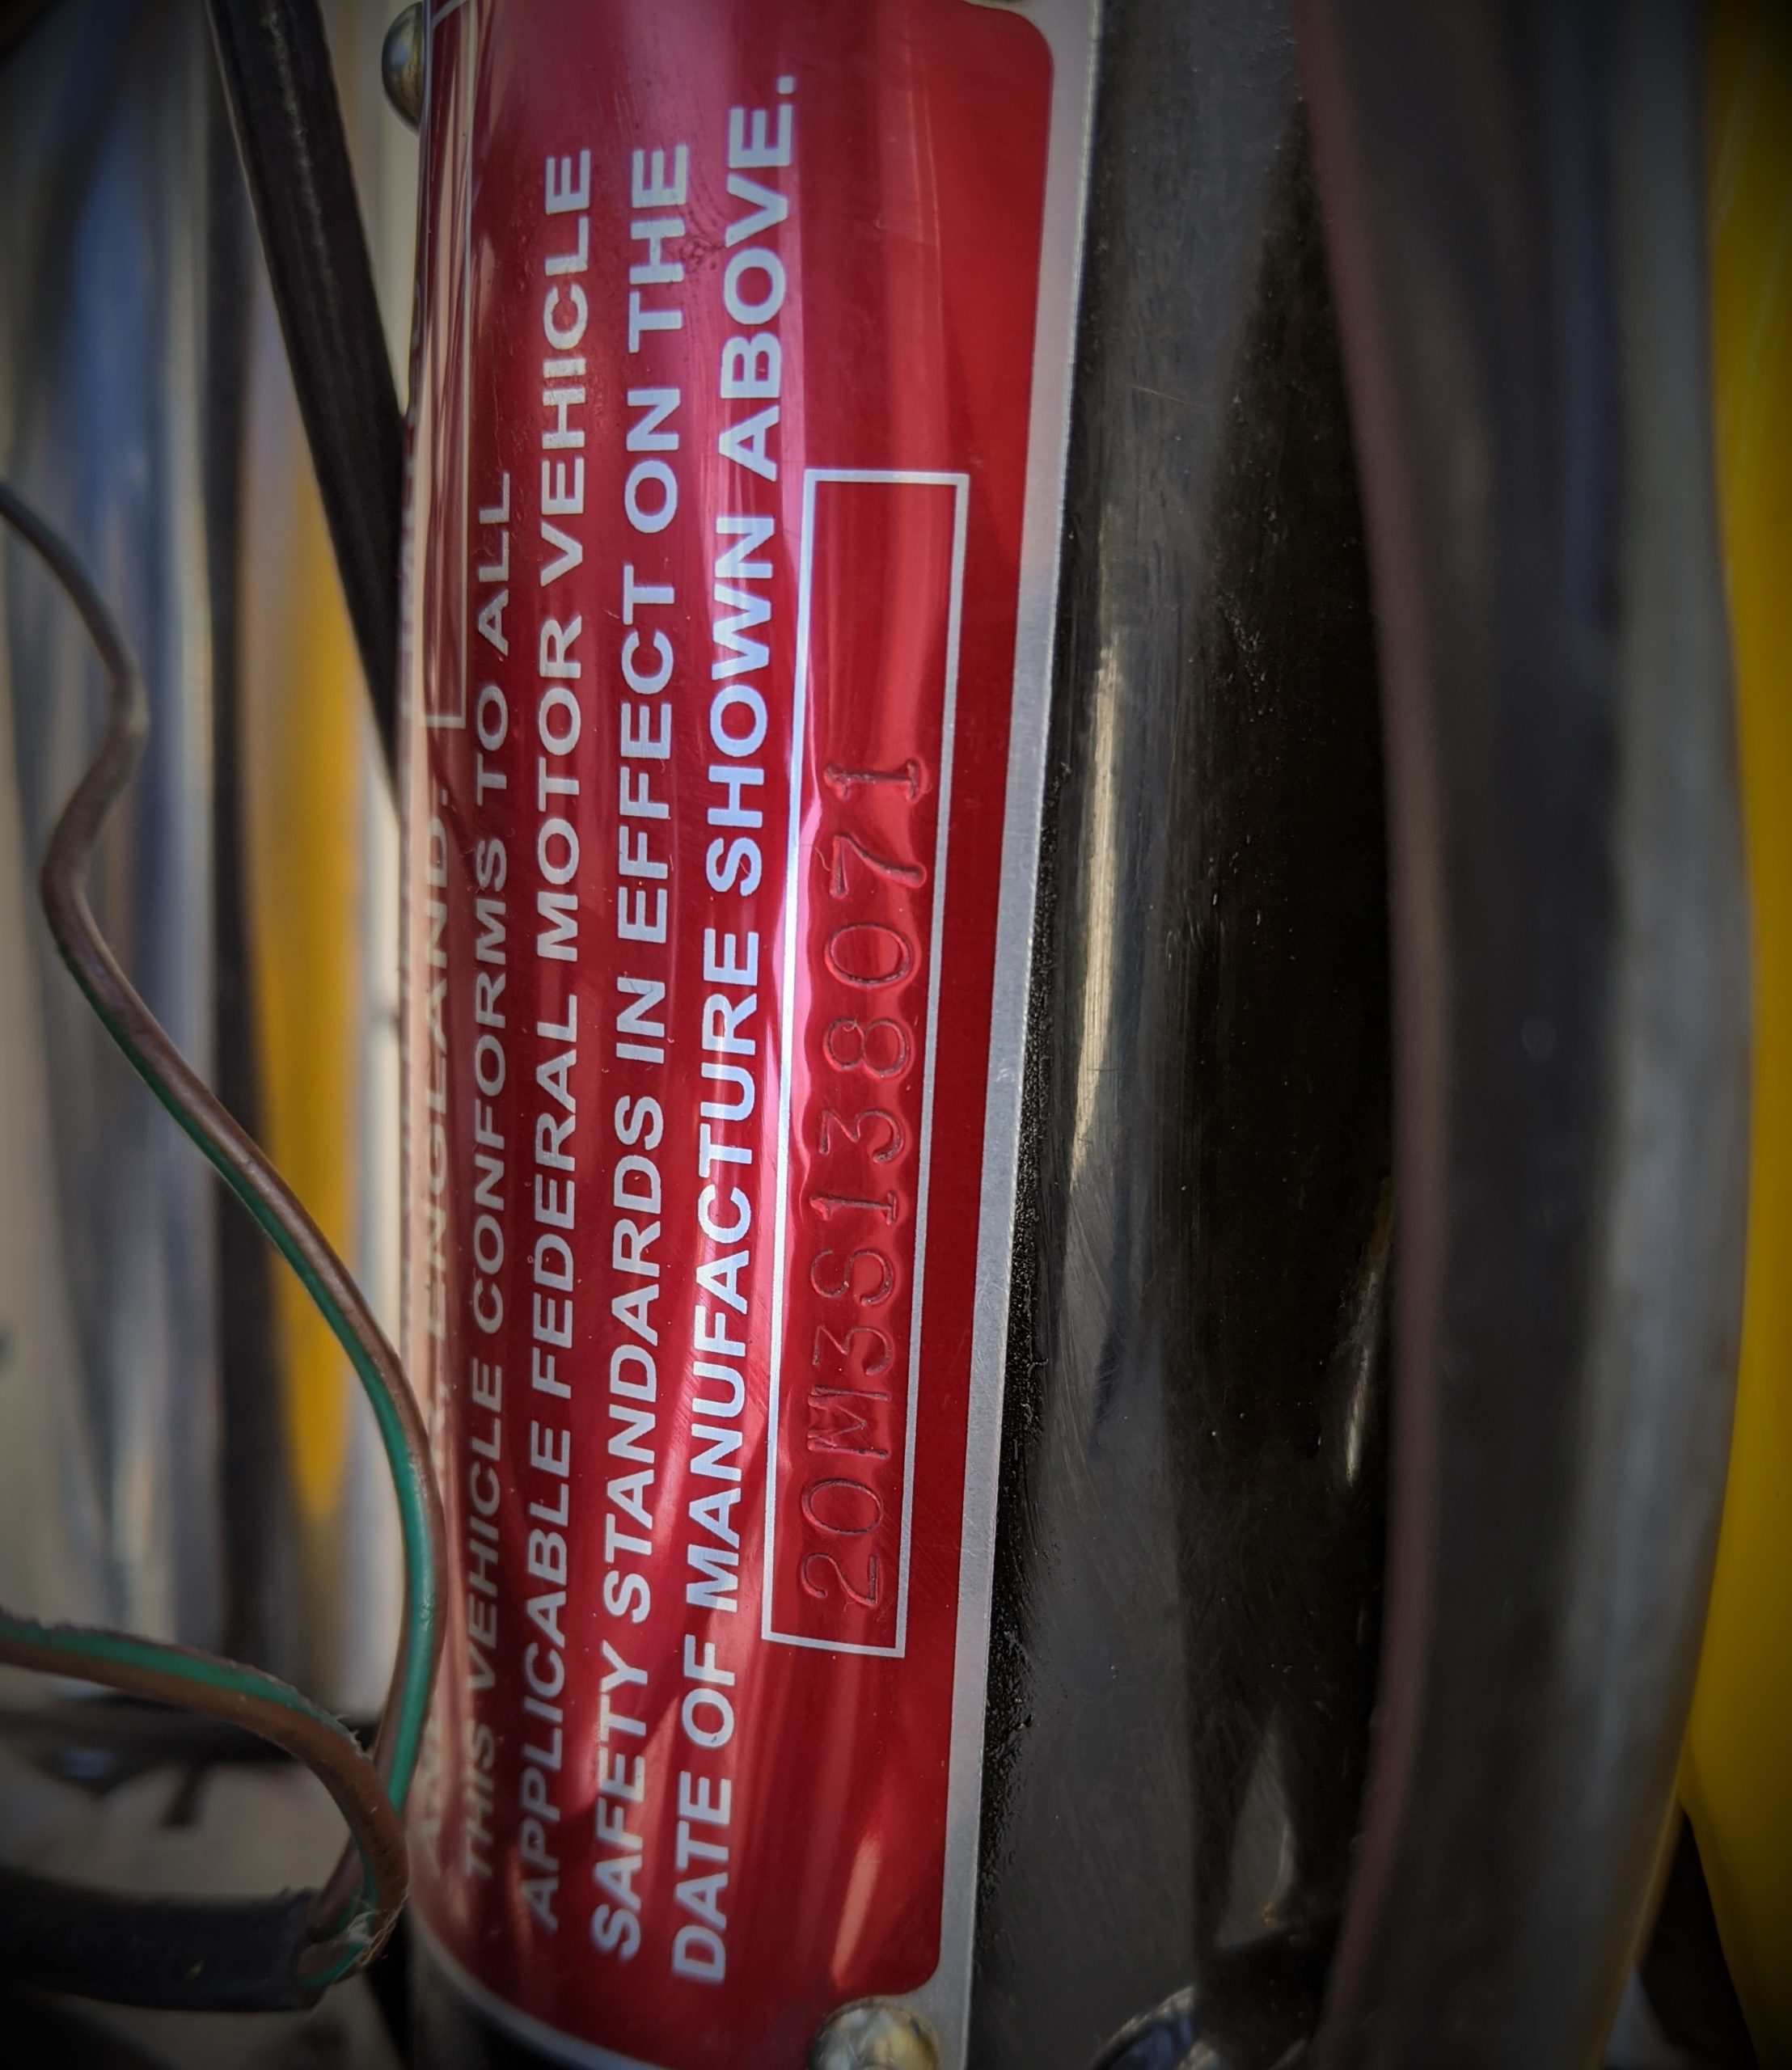 ENGLAND.
THIS VEHICLE CONFORMS TO ALL
APPLICABLE FEDERAL MOTOR VEHICLE
SAFETY STANDARDS IN EFFECT ON THE
DATE OF MANUFACTURE SHOWN ABOVE.
20M3S138071